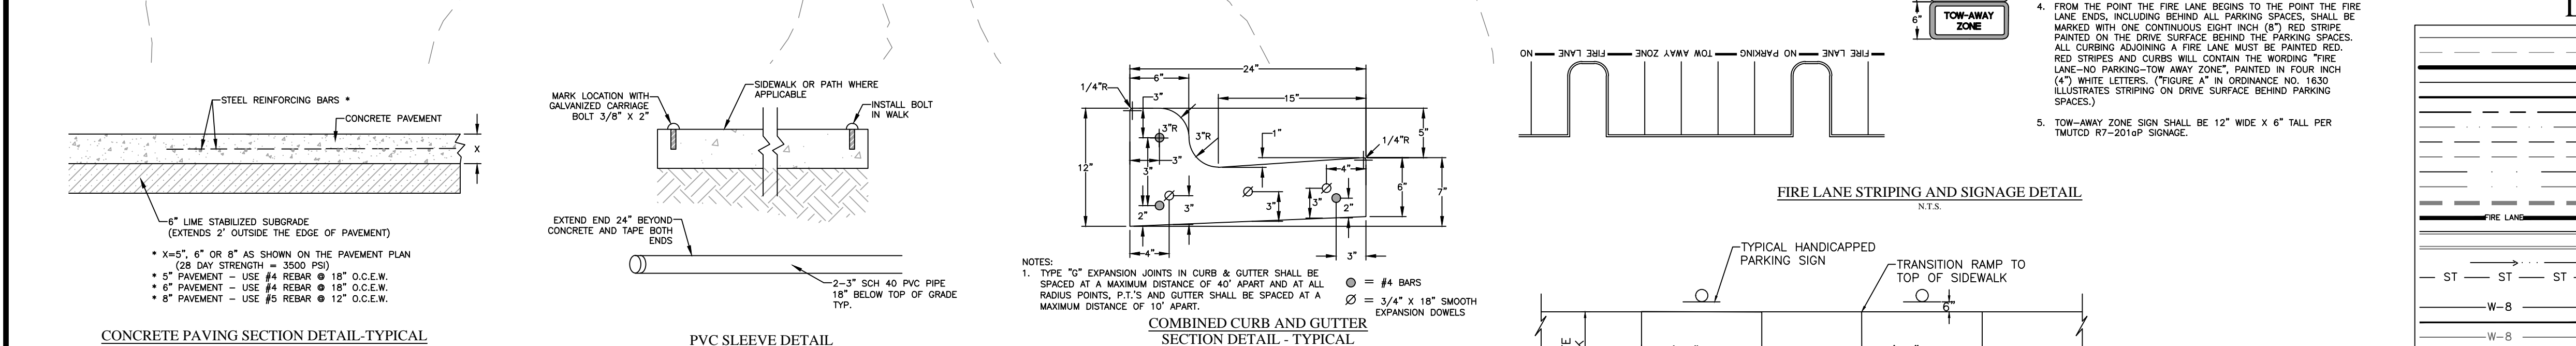 STEEL REINFORCING BARS *
CONCRETE PAVEMENT
X
6" LIME STABILIZED SUBGRADE
(EXTENDS 2' OUTSIDE THE EDGE OF PAVEMENT)
* X=5", 6" OR 8" AS SHOWN ON THE PAVEMENT PLAN
(28 DAY STRENGTH = 3500 PSI)
* 5" PAVEMENT - USE #4 REBAR @ 18" O.C.E.W.
* 6" PAVEMENT - USE #4 REBAR @ 18" O.C.E.W.
* 8" PAVEMENT - USE #5 REBAR @ 12" O.C.E.W.
CONCRETE PAVING SECTION DETAIL-TYPICAL
MARK LOCATION WITH
GALVANIZED CARRIAGE
BOLT 3/8" X 2"
SIDEWALK OR PATH WHERE
APPLICABLE
INSTALL BOLT
IN WALK
EXTEND END 24" BEYOND
CONCRETE AND TAPE BOTH
ENDS
2-3" SCH 40 PVC PIPE
18" BELOW TOP OF GRADE
TYP.
PVC SLEEVE DETAIL
24"
6"
1/4"R
3"
15"
3"R
3"R
1"
5"
1/4"R
12"
3"
3"
4"
6"
7"
2"
3"
3"
3"
2"
4"
3"
NOTES:
1. TYPE "G" EXPANSION JOINTS IN CURB & GUTTER SHALL BE
SPACED AT A MAXIMUM DISTANCE OF 40' APART AND AT ALL
RADIUS POINTS, P.T.'S AND GUTTER SHALL BE SPACED AT A
MAXIMUM DISTANCE OF 10' APART.
= #4 BARS
= 3/4" X 18" SMOOTH
EXPANSION DOWELS
COMBINED CURB AND GUTTER
SECTION DETAIL - TYPICAL
6"
TOW-AWAY
ZONE
NO FIRE LANE TOW AWAY ZONE NO PARKING FIRE LANE
4. FROM THE POINT THE FIRE LANE BEGINS TO THE POINT THE FIRE
LANE ENDS, INCLUDING BEHIND ALL PARKING SPACES, SHALL BE
MARKED WITH ONE CONTINUOUS EIGHT INCH (8") RED STRIPE
PAINTED ON THE DRIVE SURFACE BEHIND THE PARKING SPACES.
ALL CURBING ADJOINING A FIRE LANE MUST BE PAINTED RED.
RED STRIPES AND CURBS WILL CONTAIN THE WORDING "FIRE
LANE-NO PARKING-TOW AWAY ZONE", PAINTED IN FOUR INCH
(4") WHITE LETTERS. ("FIGURE A" IN ORDINANCE NO. 1630
ILLUSTRATES STRIPING ON DRIVE SURFACE BEHIND PARKING
SPACES.)
5. TOW-AWAY ZONE SIGN SHALL BE 12" WIDE X 6" TALL PER
TMUTCD R7-201aP SIGNAGE.
FIRE LANE STRIPING AND SIGNAGE DETAIL
N.T.S.
TYPICAL HANDICAPPED
PARKING SIGN
TRANSITION RAMP TO
TOP OF SIDEWALK
6"
FIRE LANE
ST ST ST
W-8
W-8